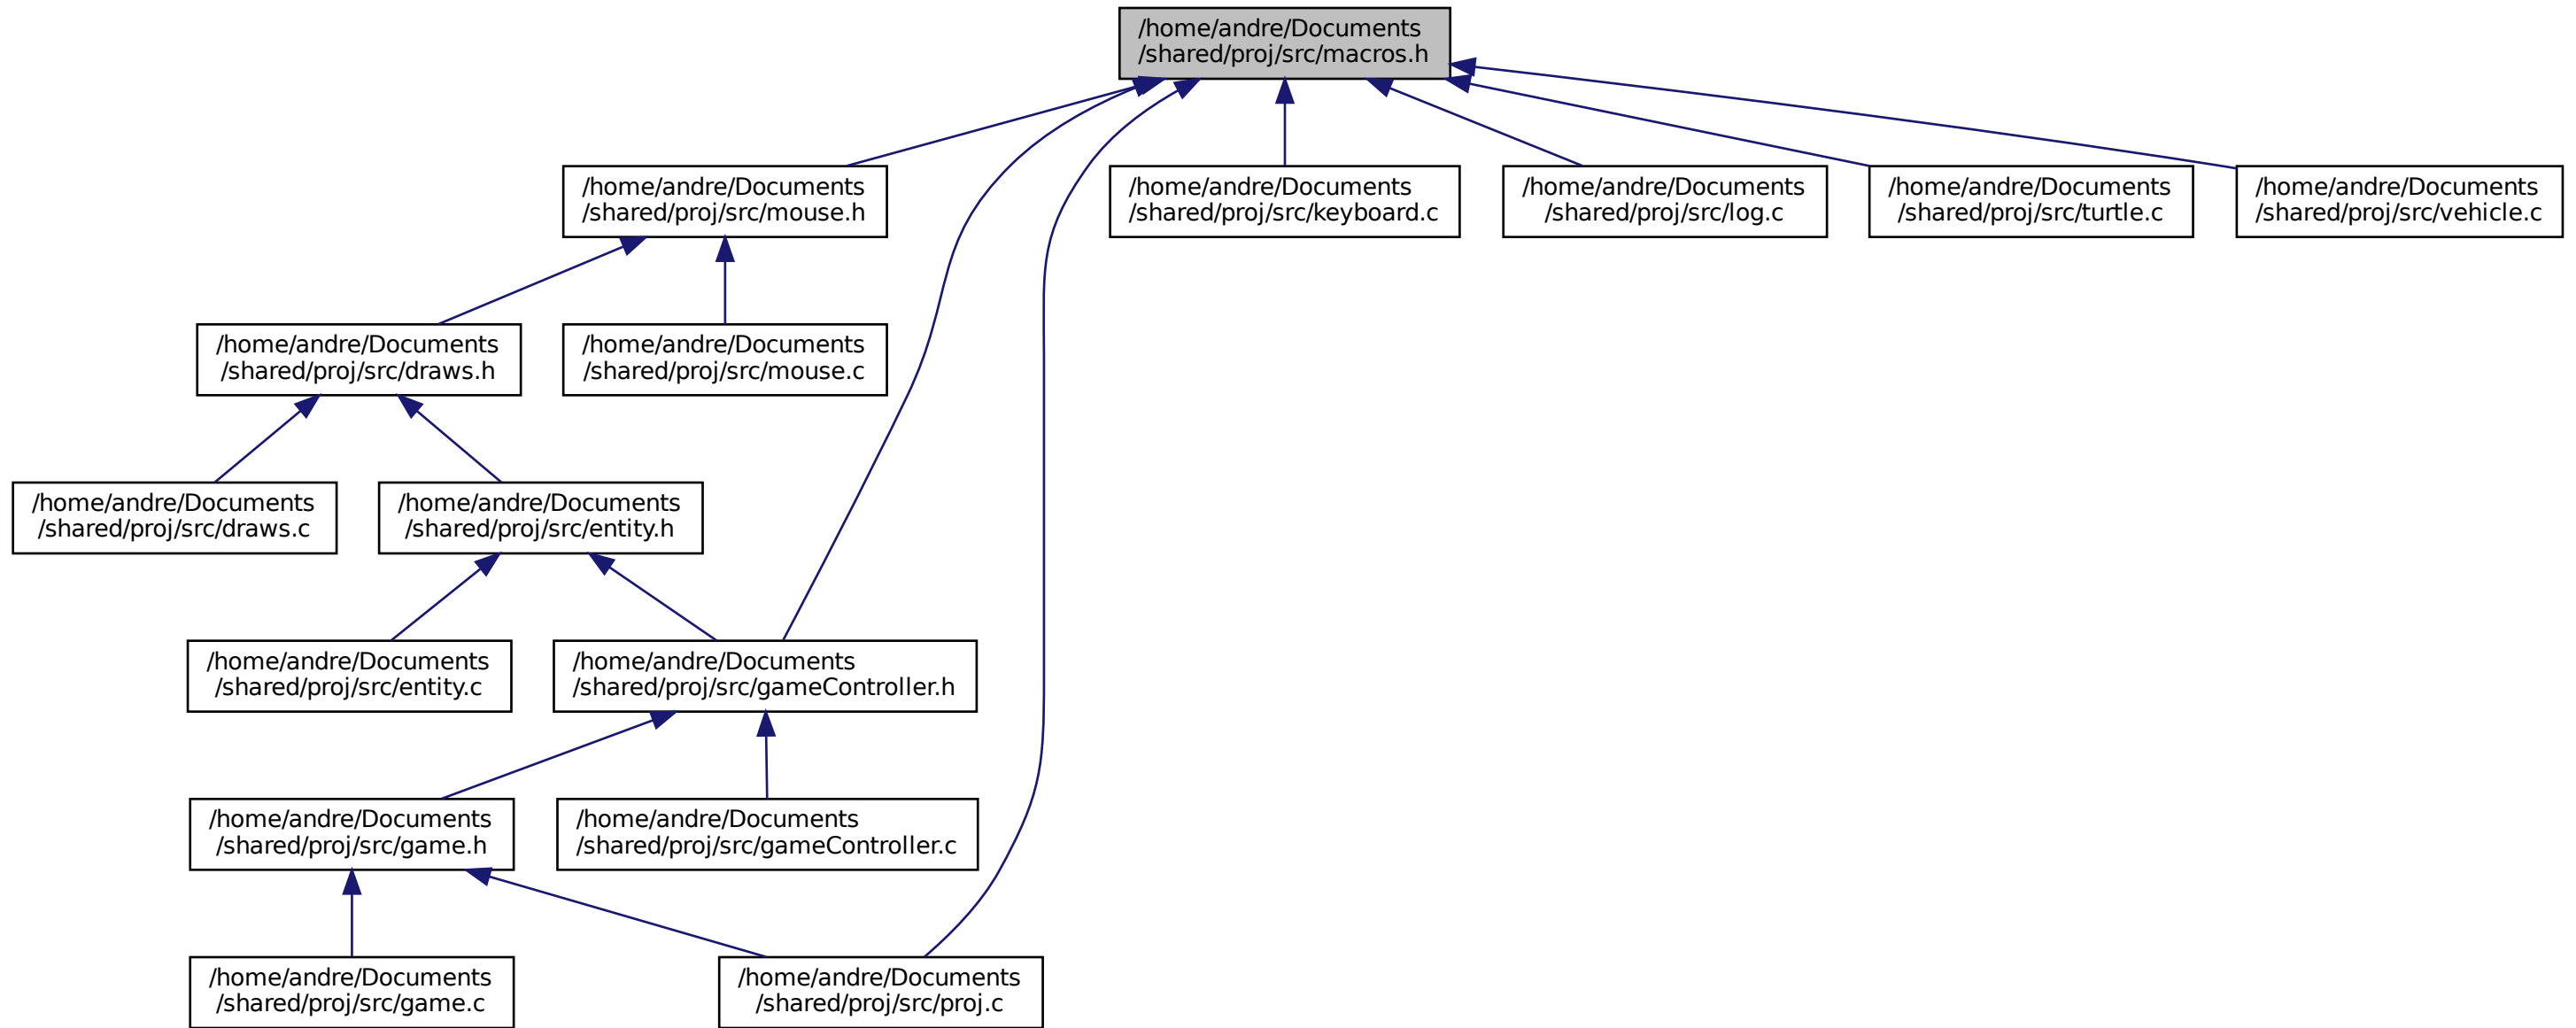 /home/andre/Documents
/shared/proj/src/macros.h
/home/andre/Documents
/shared/proj/src/mouse.h
/home/andre/Documents
/shared/proj/src/keyboard.c
/home/andre/Documents
/shared/proj/src/log.c
/home/andre/Documents
/shared/proj/src/turtle.c
/home/andre/Documents
/shared/proj/src/vehicle.c
/home/andre/Documents
/shared/proj/src/draws.h
/home/andre/Documents
/shared/proj/src/mouse.c
/home/andre/Documents
/shared/proj/src/draws.c
/home/andre/Documents
/shared/proj/src/entity.h
/home/andre/Documents
/shared/proj/src/entity.c
/home/andre/Documents
/shared/proj/src/gameController.h
/home/andre/Documents
/shared/proj/src/game.h
/home/andre/Documents
/shared/proj/src/gameController.c
/home/andre/Documents
/shared/proj/src/game.c
/home/andre/Documents
/shared/proj/src/proj.c